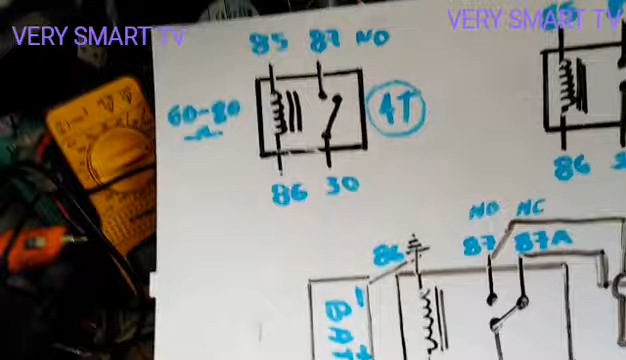 VERY SMART TV
VERY SMART TV
85 87 NO
60-80
4T
86 30
86
NO NC
86 87 87A
BAT